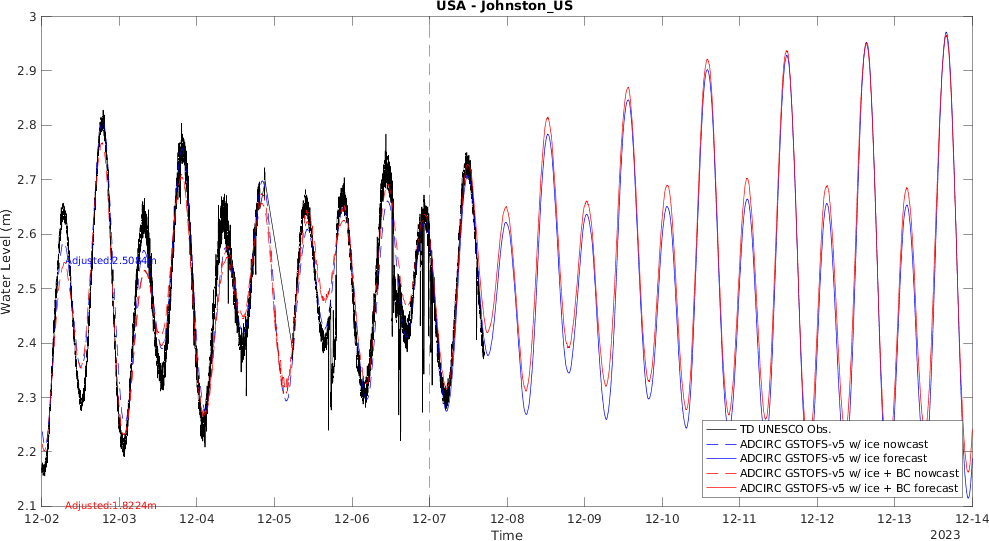 USA - Johnston_US
3
2.9
2.8
2.7
2.6
2.5
2.4
2.3
2.2
2.1
Water Level (m)
Adjusted:2.5084m
Adjusted:1.8224m
TD UNESCO Obs.
ADCIRC GSTOFS-v5 w/ ice nowcast
ADCIRC GSTOFS-v5 w/ ice forecast
ADCIRC GSTOFS-v5 w/ ice + BC nowcast
ADCIRC GSTOFS-v5 w/ ice + BC forecast
12-02 12-03 12-04 12-05 12-06 12-07 12-08 12-09 12-10 12-11 12-12 12-13 12-14
Time
2023